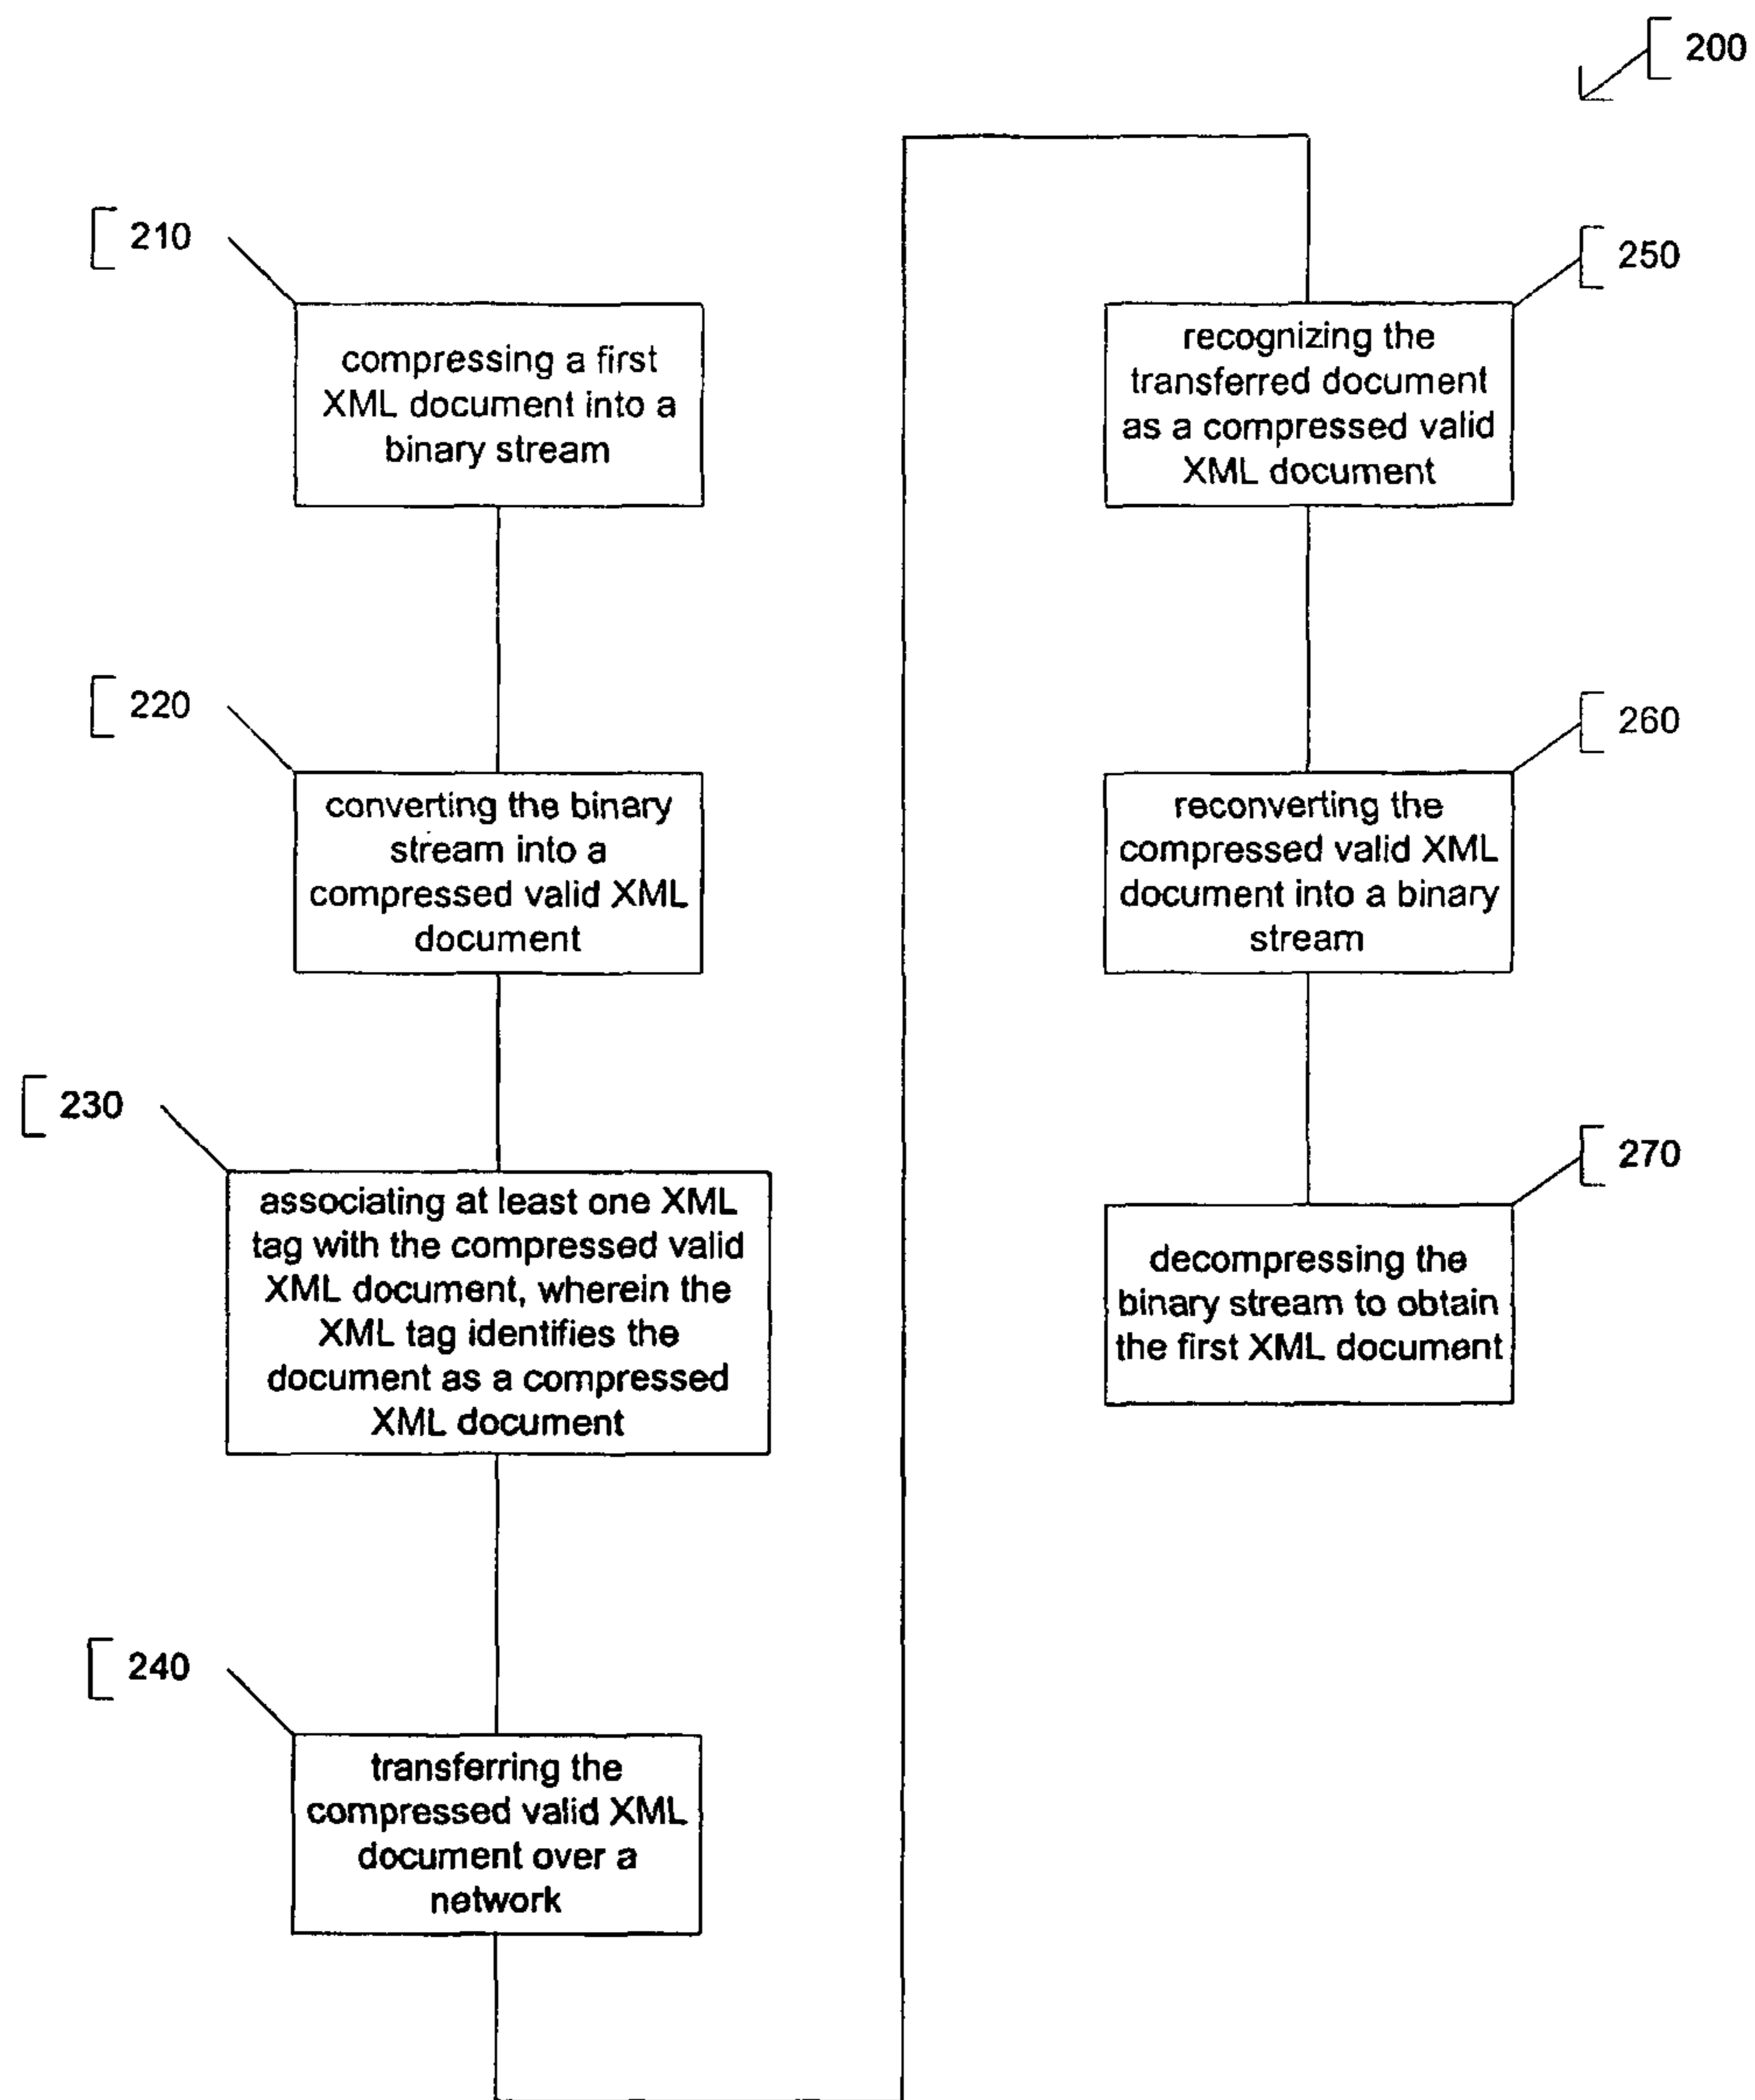 200
210
compressing a first
XML document into a
binary stream
220
converting the binary
stream into a
compressed valid XML
document
230
associating at least one XML
tag with the compressed valid
XML document, wherein the
XML tag identifies the
document as a compressed
XML document
240
transferring the
compressed valid XML
document over a
network
250
recognizing the
transferred document
as a compressed valid
XML document
260
reconverting the
compressed valid XML
document into a binary
stream
270
decompressing the
binary stream to obtain
the first XML document